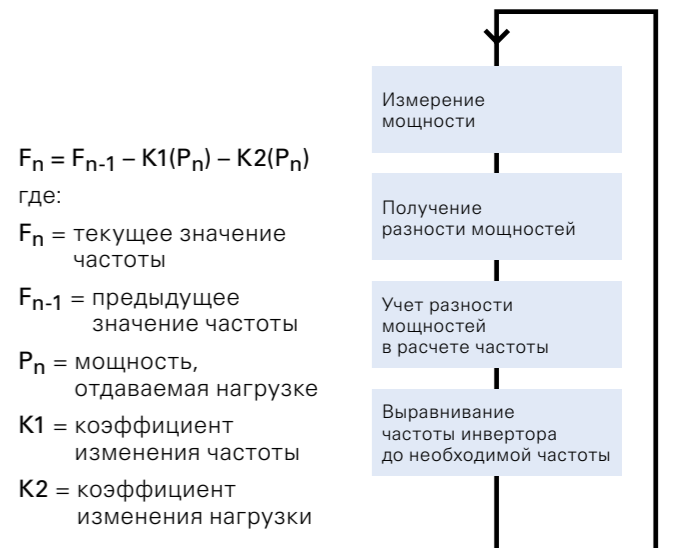 Fn = Fn-1 – K1(Pn) – K2(Pn)
где:
Fn = текущее значение
частоты
Fn-1 = предыдущее
значение частоты
Pn = мощность,
отдаваемая нагрузке
K1 = коэффициент
изменения частоты
K2 = коэффициент
изменения нагрузки
Измерение
мощности
Получение
разности мощностей
Учет разности
мощностей
в расчете частоты
Выравнивание
частоты инвертора
до необходимой частоты